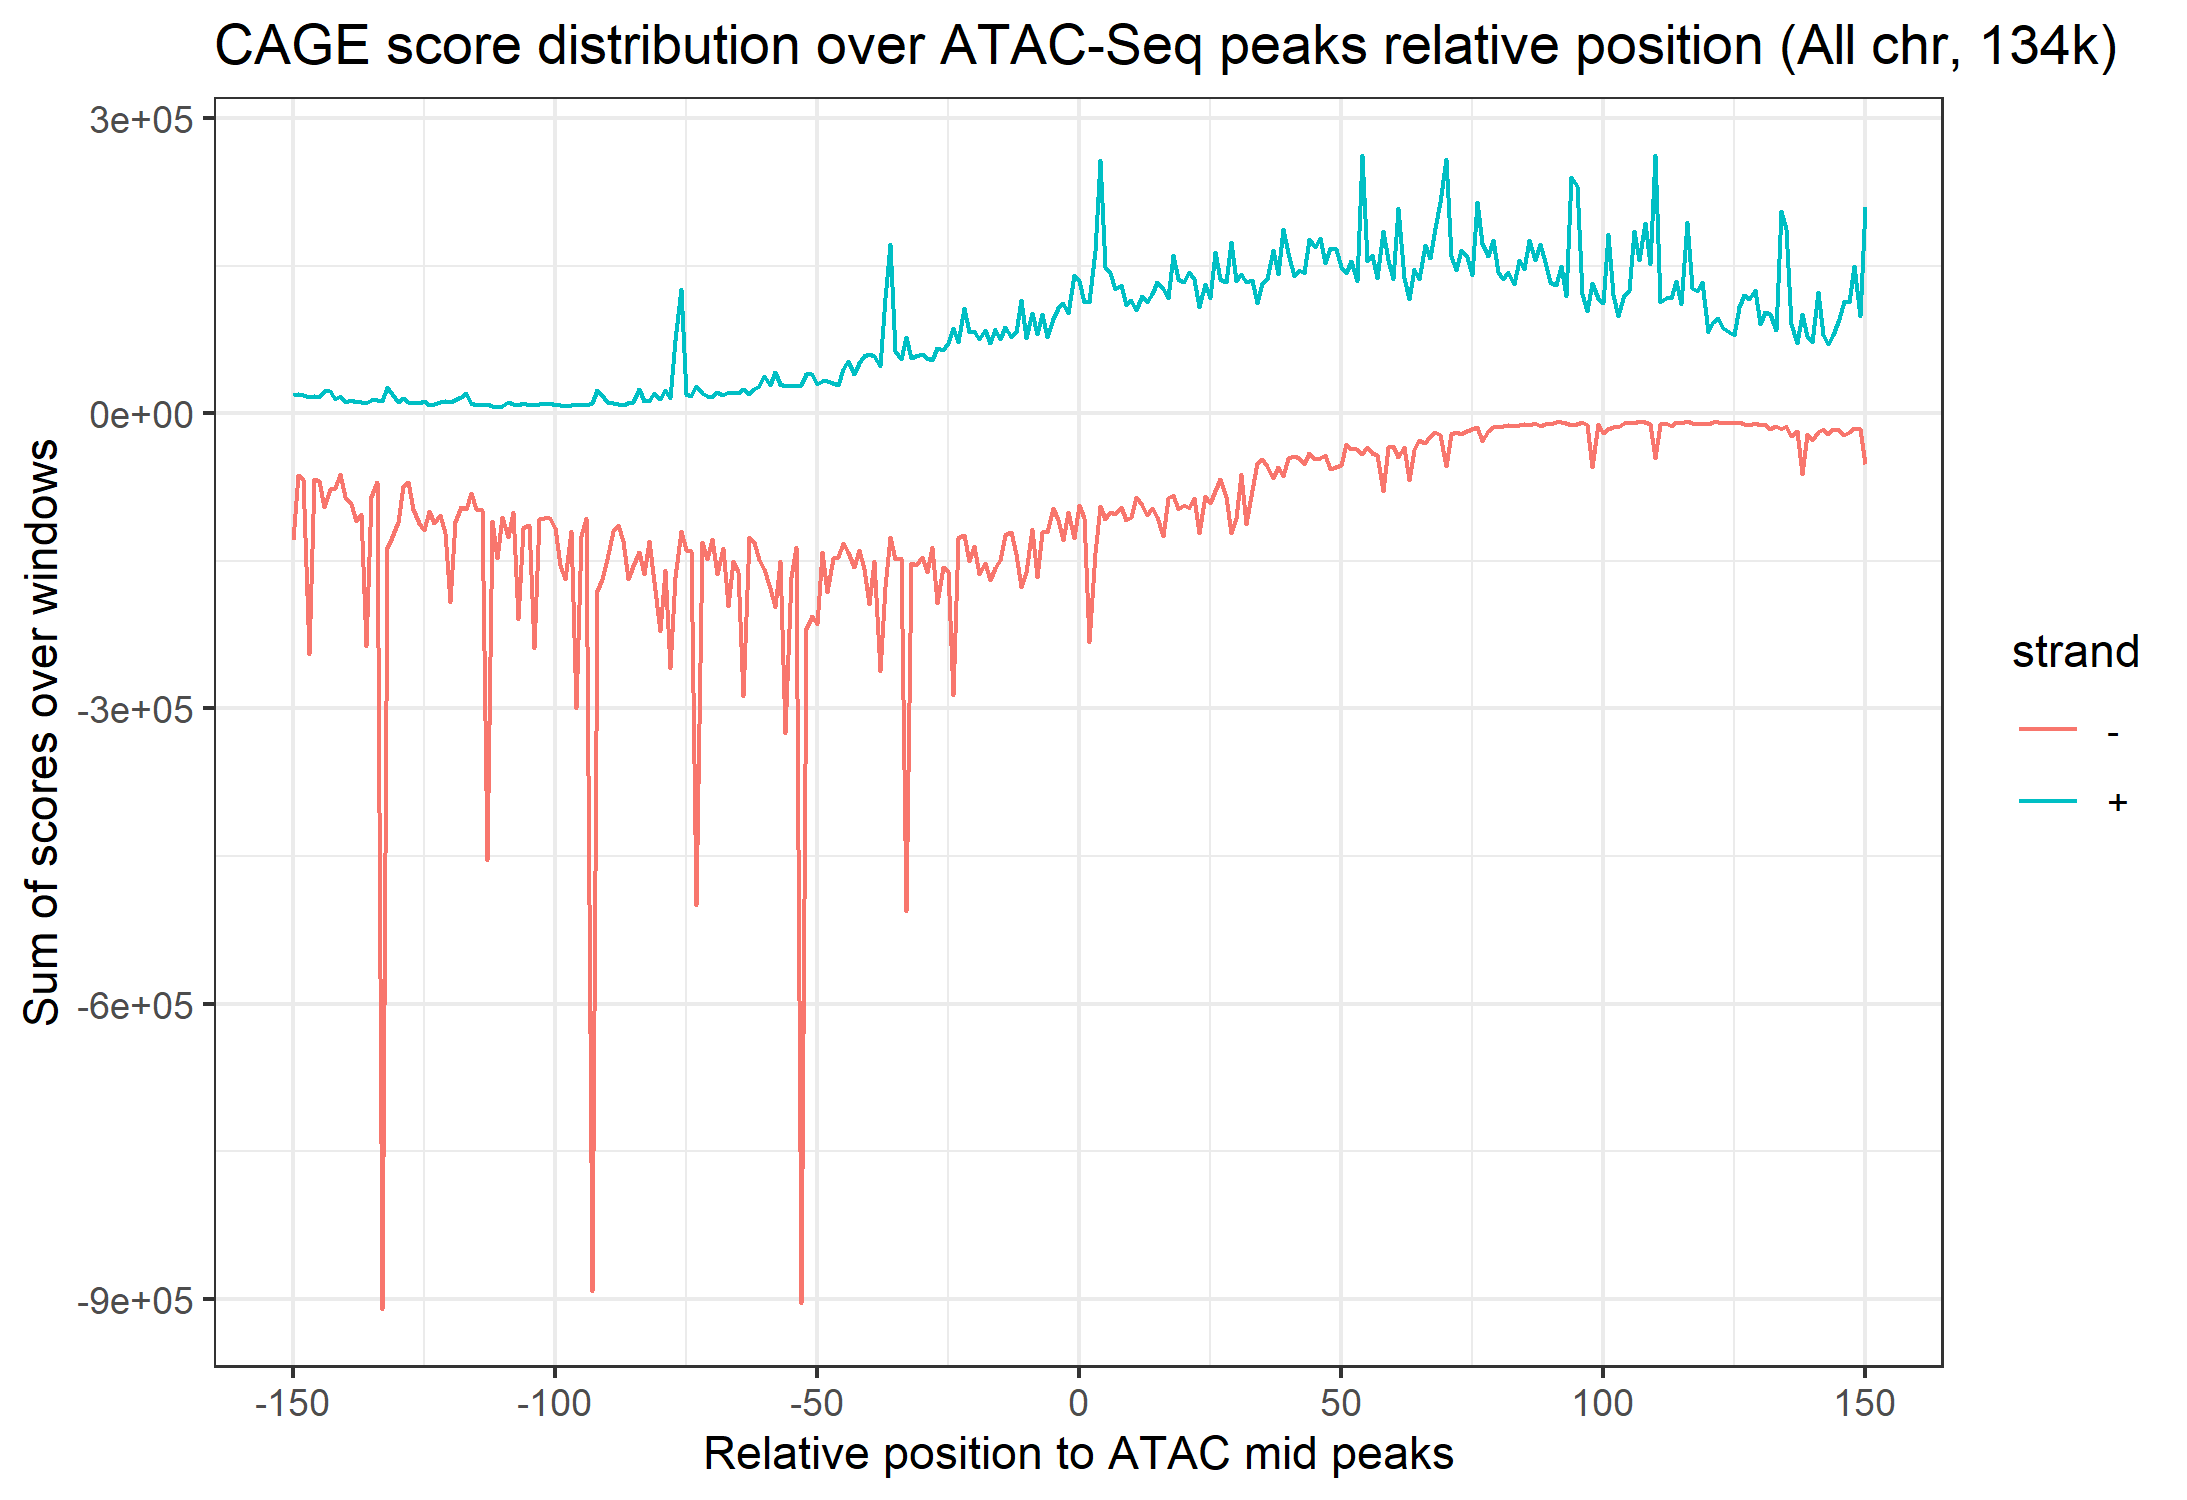 CAGE score distribution over ATAC-Seq peaks relative position (All chr, 134k)
Sum of scores over windows
3e+05
0e+00
-3e+05
-6e+05
-9e+05
-150
-100
-50
0
50
100
150
Relative position to ATAC mid peaks
strand
-
+